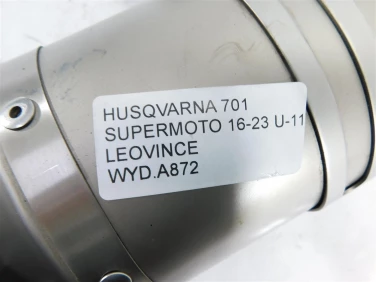 HUSQVARNA 701
SUPERMOTO 16-23 U-11
LEOVINCE
WYD.A872